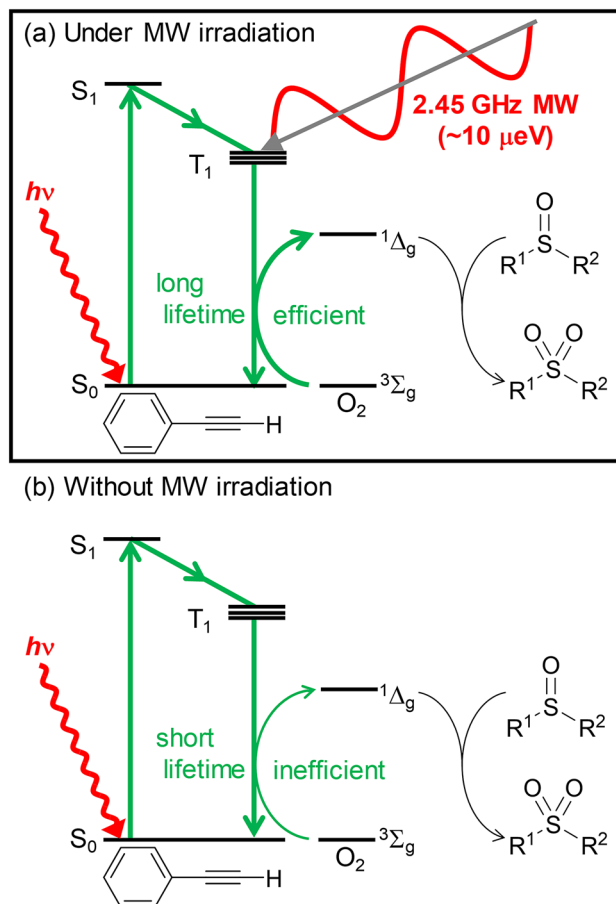 (a) Under MW irradiation
S₁
2.45 GHz MW
(~10 μeV)
T₁
hν
O
S
R¹ R²
¹Δg
long
lifetime efficient
O O
S
R¹ R²
S₀
³Σg
O₂
H
(b) Without MW irradiation
S₁
T₁
hν
O
S
R¹ R²
¹Δg
short
lifetime inefficient
O O
S
R¹ R²
S₀
³Σg
O₂
H